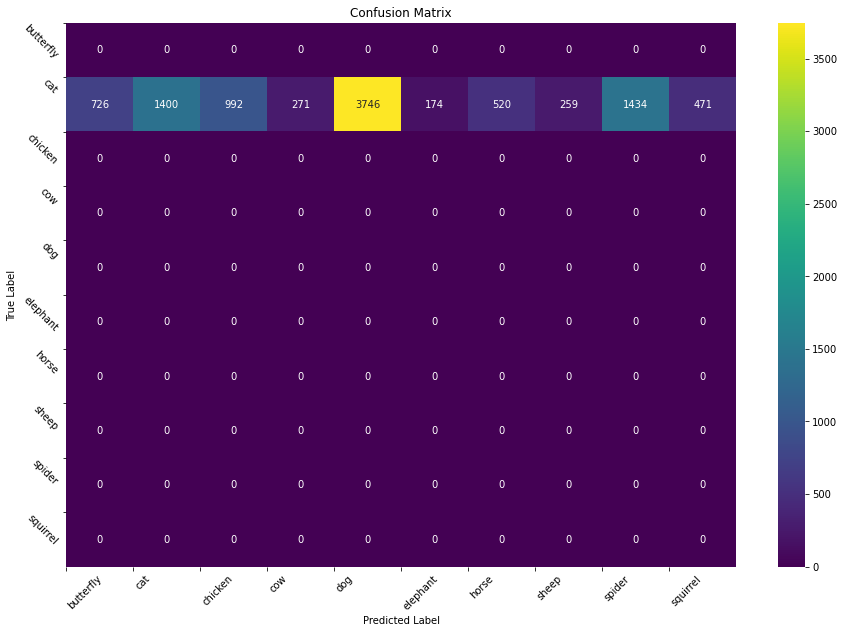 Confusion Matrix
butterfly 0 0 0 0 0 0 0 0 0 0
cat 726 1400 992 271 3746 174 520 259 1434 471
chicken 0 0 0 0 0 0 0 0 0 0
cow 0 0 0 0 0 0 0 0 0 0
dog 0 0 0 0 0 0 0 0 0 0
elephant 0 0 0 0 0 0 0 0 0 0
horse 0 0 0 0 0 0 0 0 0 0
sheep 0 0 0 0 0 0 0 0 0 0
spider 0 0 0 0 0 0 0 0 0 0
squirrel 0 0 0 0 0 0 0 0 0 0
True Label
butterfly cat chicken cow dog elephant horse sheep spider squirrel
Predicted Label
3500
3000
2500
2000
1500
1000
500
0